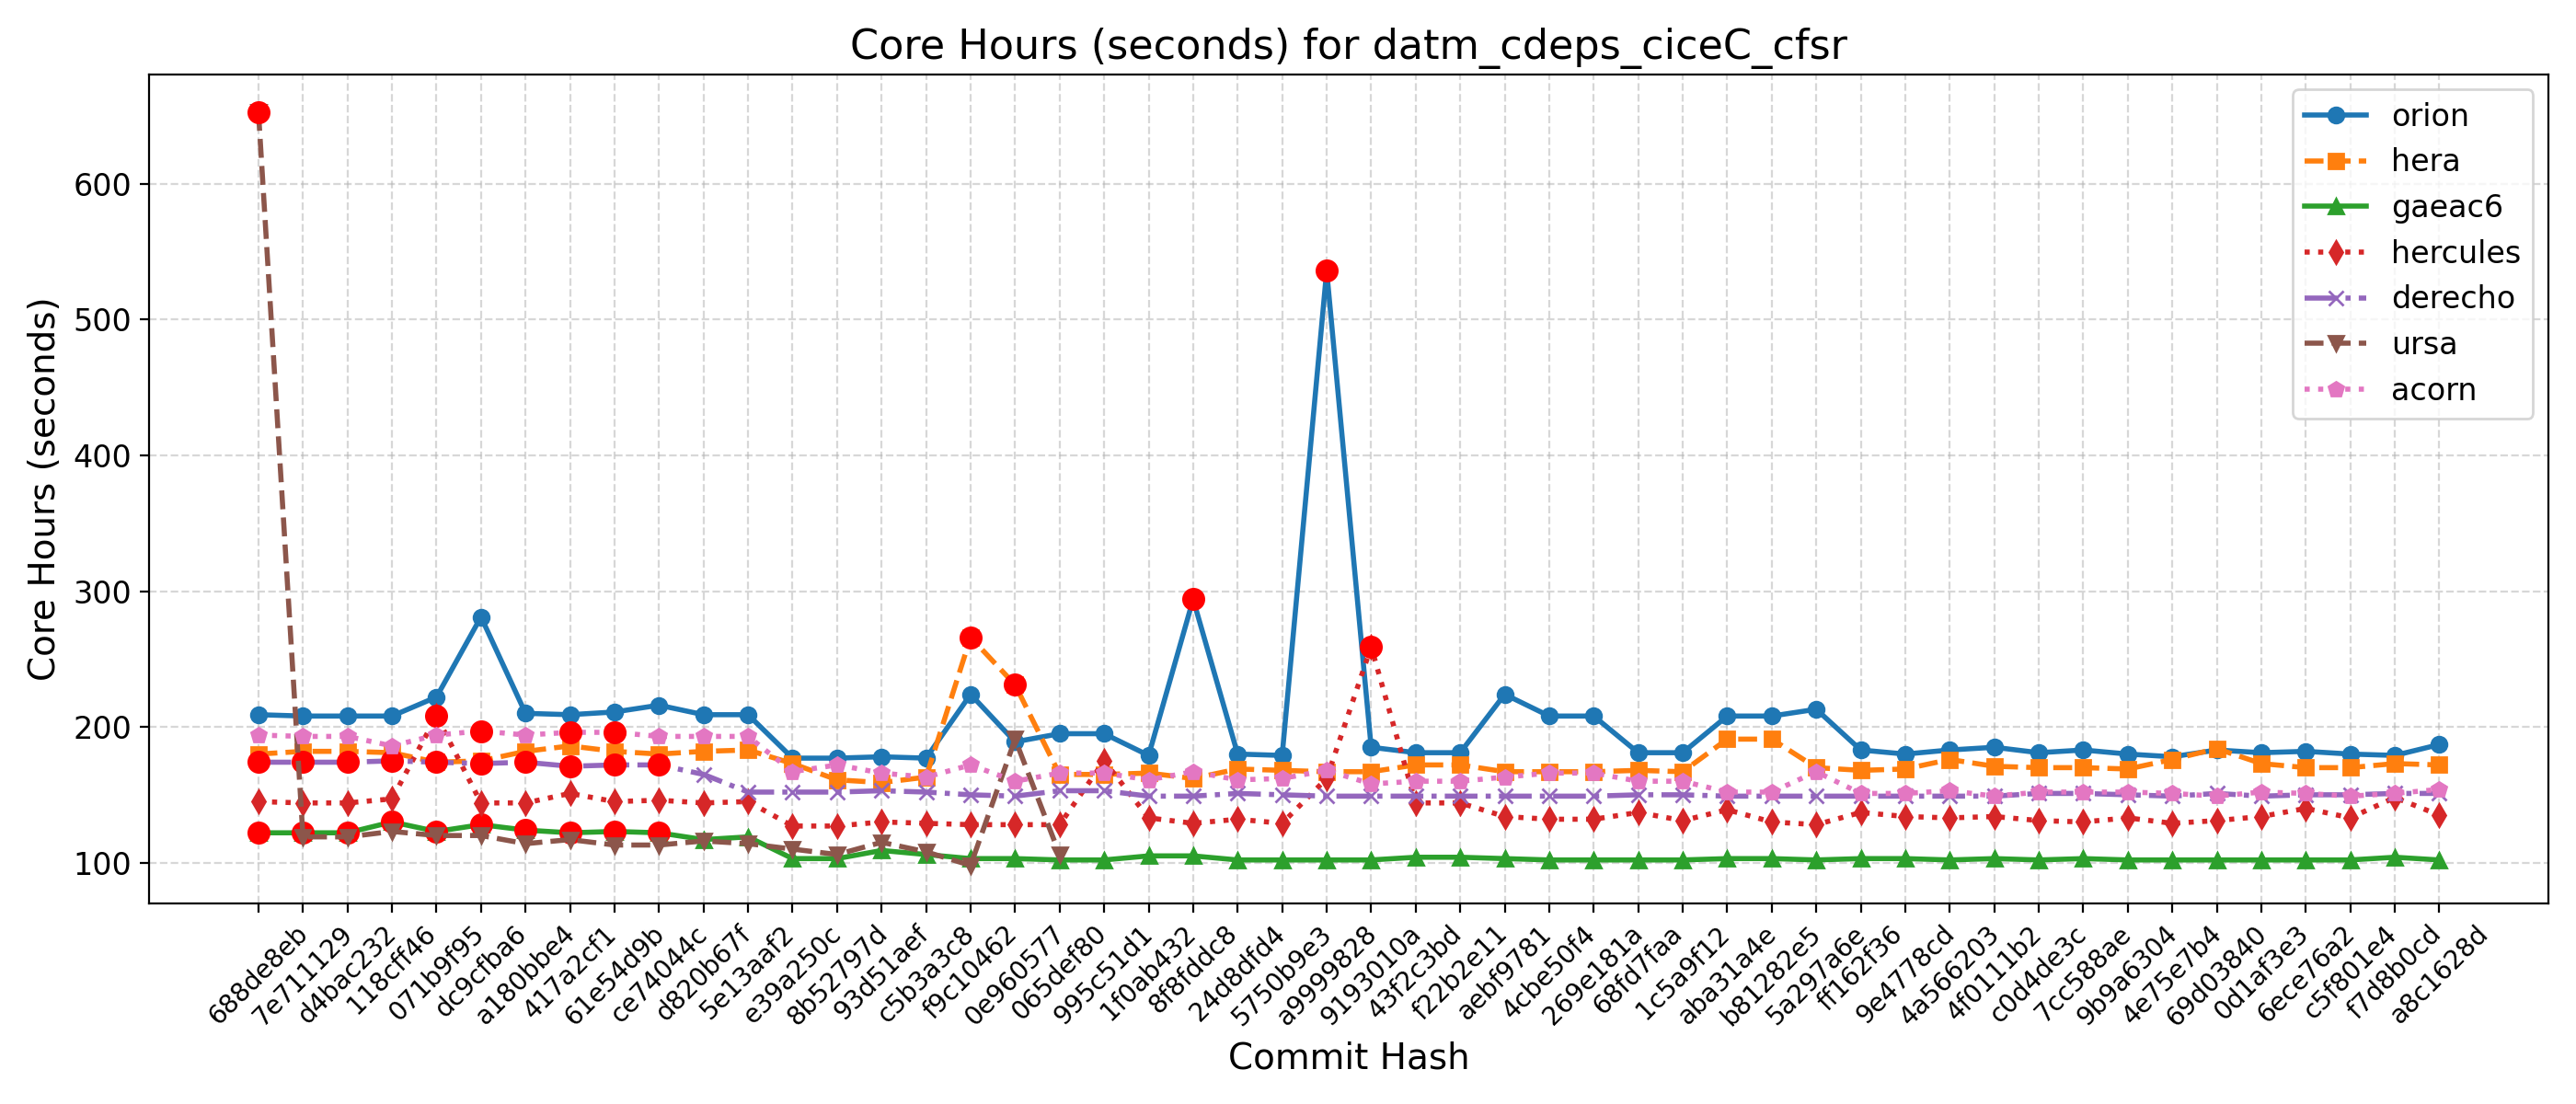 Core Hours (seconds) for datm_cdeps_ciceC_cfsr
Core Hours (seconds)
600
500
400
300
200
100
orion
hera
gaeac6
hercules
derecho
ursa
acorn
688de8eb
7e711129
d4bac232
118cff46
071b9f95
dc9cfba6
a180bbe4
417a2cf1
61e54d9b
ce74044c
d820b67f
5e13aaf2
e39a250c
8b52797d
93d51aef
c5b3a3c8
f9c10462
0e960577
065def80
995c51d1
1f0ab432
8f8fddc8
24d8dfd4
5750b9e3
a9999828
9193010a
43f2c3bd
f22b2e11
aebf9781
4cbe50f4
269e181a
68fd7faa
1c5a9f12
aba31a4e
b81282e5
5a297a6e
ff162f36
9e4778cd
4a566203
4f0111b2
c0d4de3c
7cc588ae
9b9a6304
4e75e7b4
69d03840
0d1af3e3
6ece76a2
c5f801e4
f7d8b0cd
a8c1628d
Commit Hash